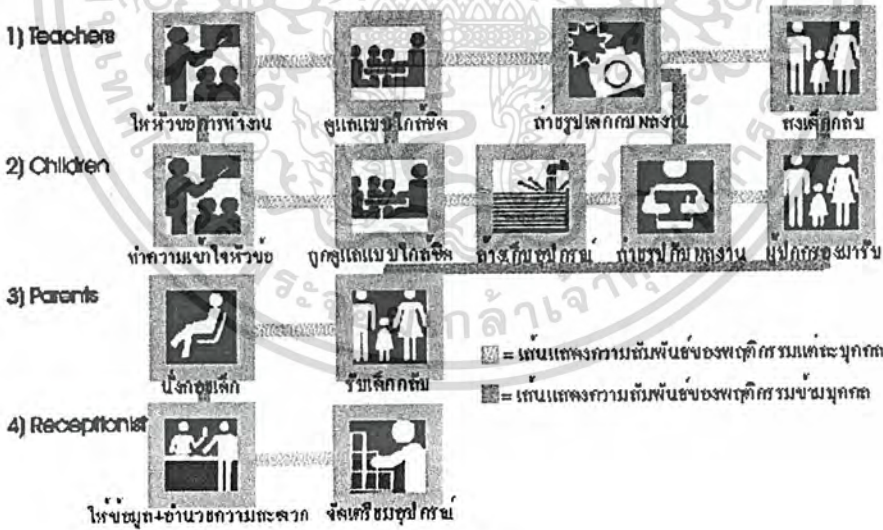 1) Teachers
ให้หัวข้อการทำงาน ดูแลแบบใกล้ชิด ถ่ายรูปเด็กกับผลงาน ส่งเด็กกลับ
2) Children
ทำความเข้าใจหัวข้อ ถูกดูแลแบบใกล้ชิด ล้างเก็บอุปกรณ์ ถ่ายรูปกับผลงาน ผู้ปกครองมารับ
3) Parents
นั่งคอยเด็ก รับเด็กกลับ
= เส้นแสดงความสัมพันธ์ของพฤติกรรมแต่ละบุคคล
= เส้นแสดงความสัมพันธ์ของพฤติกรรมข้ามบุคคล
4) Receptionist
ให้ข้อมูล+อำนวยความสะดวก จัดเตรียมอุปกรณ์